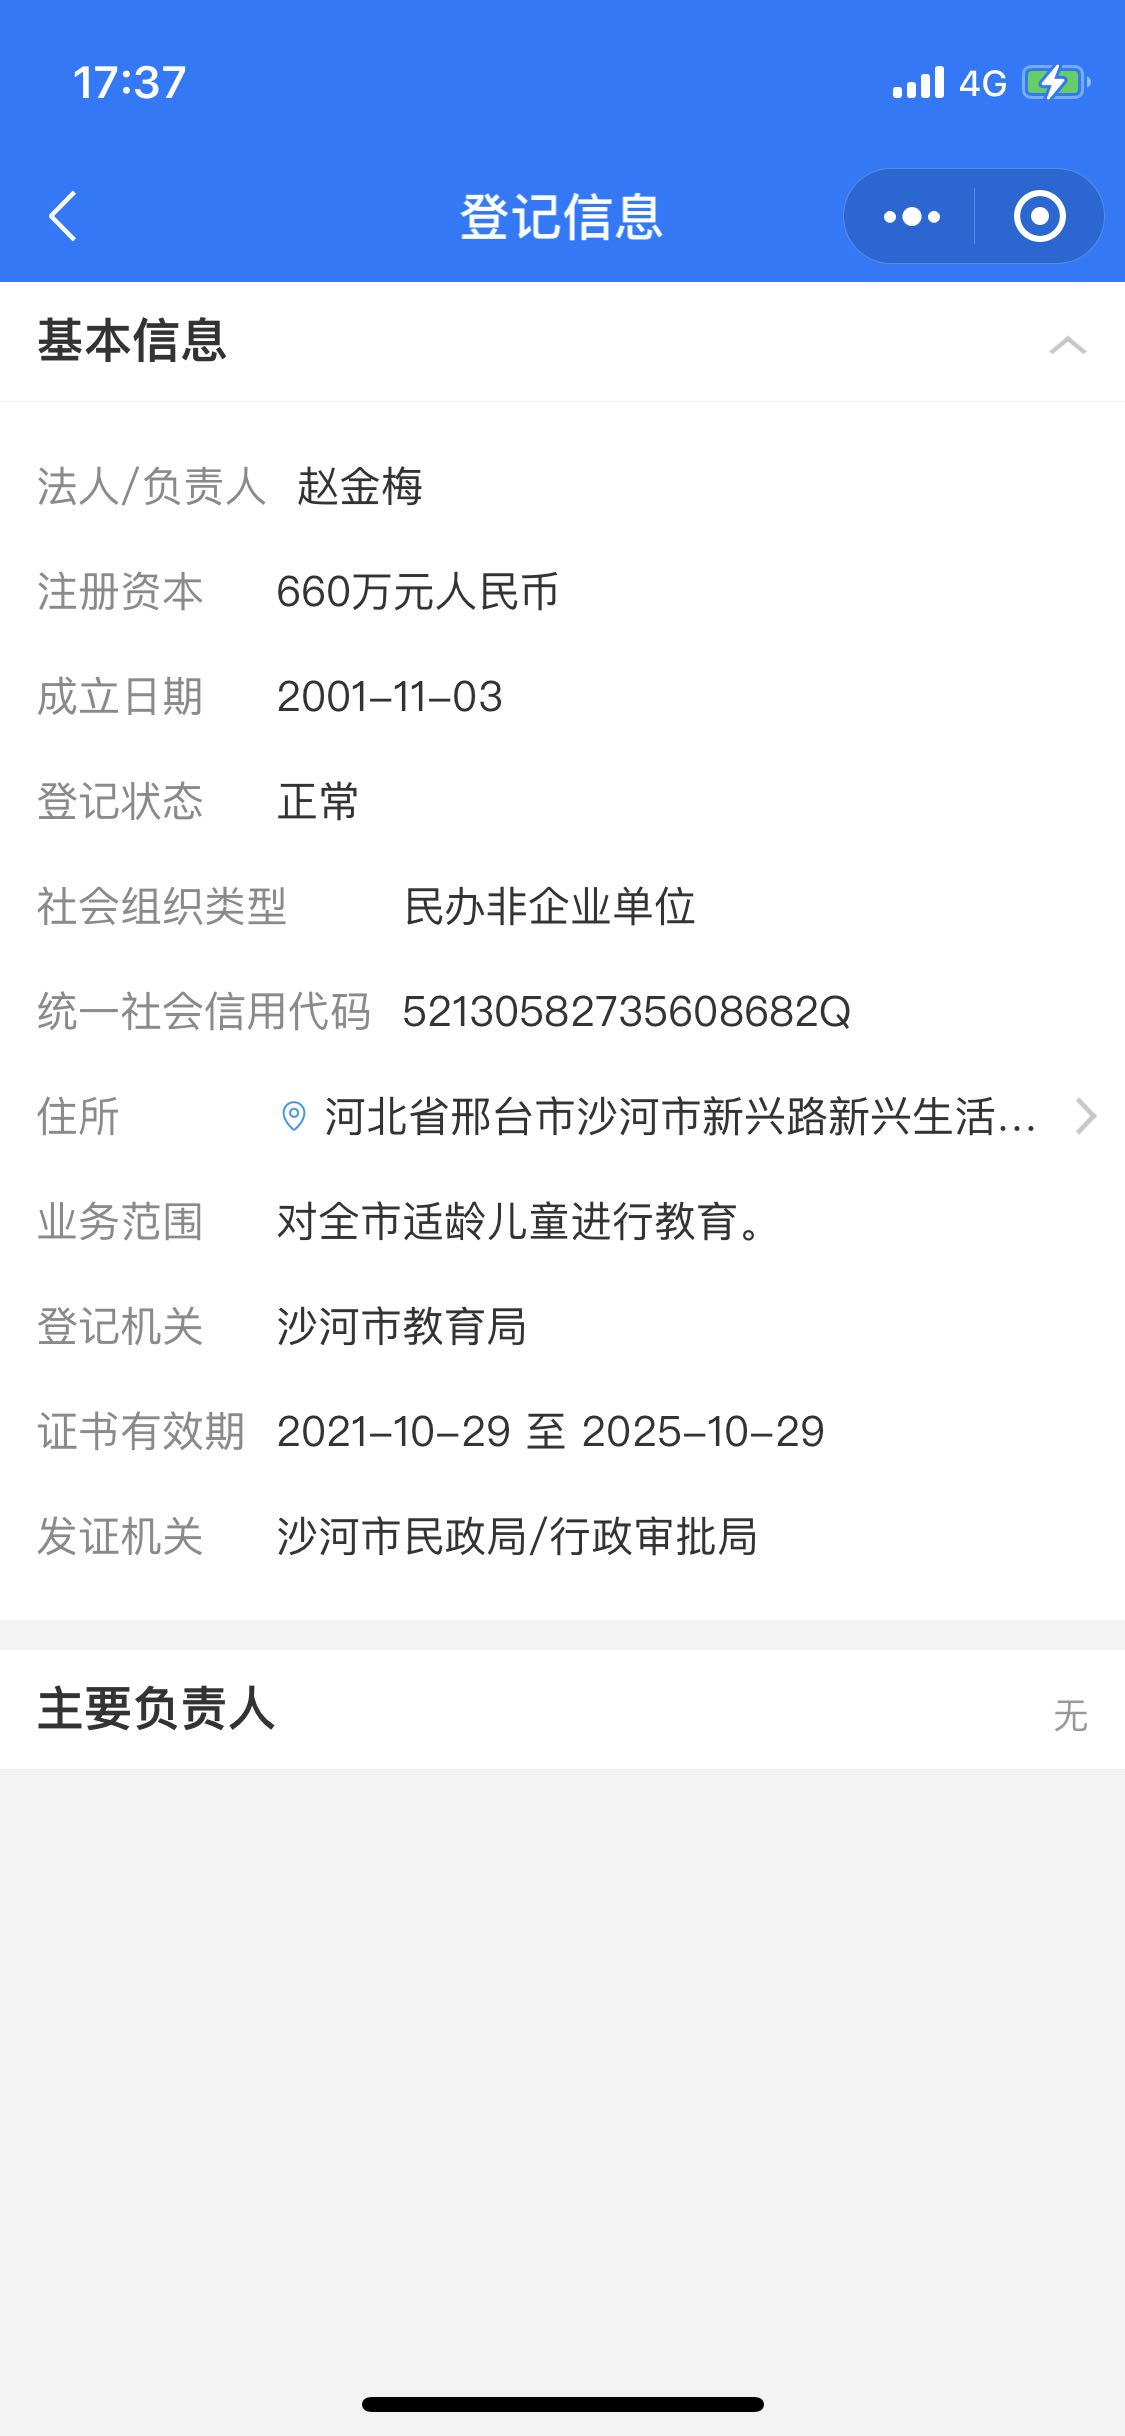 17:37
4G
登记信息
基本信息
法人/负责人 赵金梅
注册资本 660万元人民币
成立日期 2001-11-03
登记状态 正常
社会组织类型 民办非企业单位
统一社会信用代码 52130582735608682Q
住所 河北省邢台市沙河市新兴路新兴生活...
业务范围 对全市适龄儿童进行教育。
登记机关 沙河市教育局
证书有效期 2021-10-29 至 2025-10-29
发证机关 沙河市民政局/行政审批局
主要负责人 无